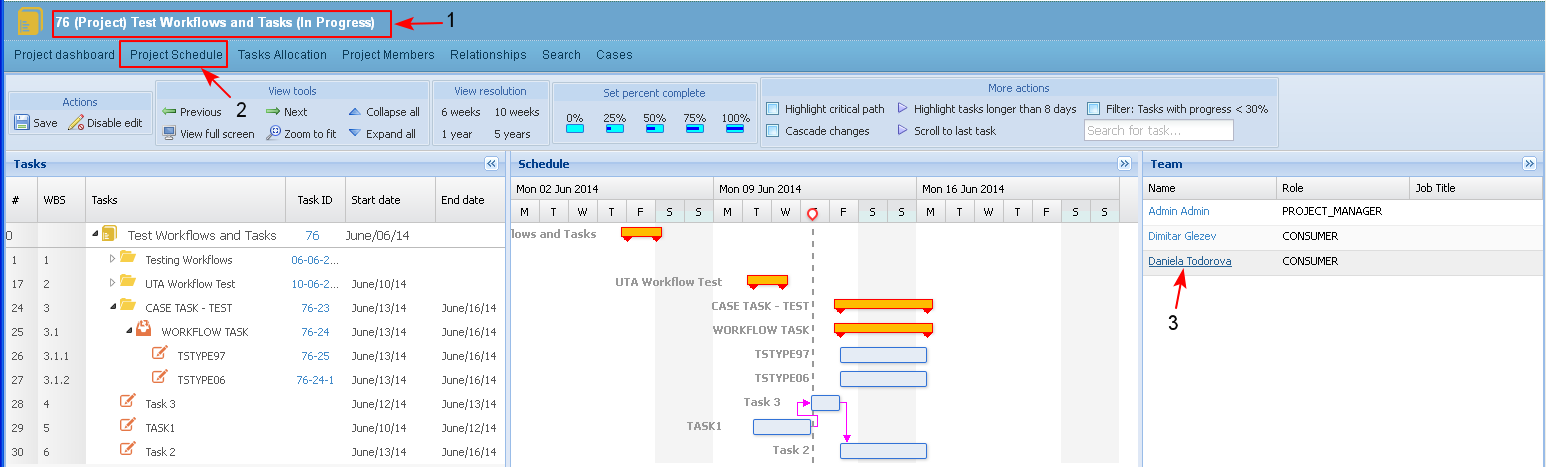 76 (Project) Test Workflows and Tasks (In Progress)
1
Project dashboard Project Schedule Tasks Allocation Project Members Relationships Search Cases
2
Actions
Save Disable edit
View tools
Previous Next Collapse all
View full screen Zoom to fit Expand all
View resolution
6 weeks 10 weeks
1 year 5 years
Set percent complete
0% 25% 50% 75% 100%
More actions
Highlight critical path Highlight tasks longer than 8 days Filter: Tasks with progress < 30%
Cascade changes Scroll to last task Search for task...
Tasks
# WBS Tasks Task ID Start date End date
0 Test Workflows and Tasks 76 June/06/14
1 1 Testing Workflows 06-06-2...
17 2 UTA Workflow Test 10-06-2... June/10/14
24 3 CASE TASK - TEST 76-23 June/13/14 June/16/14
25 3.1 WORKFLOW TASK 76-24 June/13/14 June/16/14
26 3.1.1 TSTYPE97 76-25 June/13/14 June/16/14
27 3.1.2 TSTYPE06 76-24-1 June/13/14 June/16/14
28 4 Task 3 June/12/14 June/13/14
29 5 TASK1 June/10/14 June/12/14
30 6 Task 2 June/13/14 June/16/14
Schedule
Mon 02 Jun 2014 Mon 09 Jun 2014 Mon 16 Jun 2014
M T W T F S S M T W F S S M T W T F S S
lows and Tasks
UTA Workflow Test
CASE TASK - TEST
WORKFLOW TASK
TSTYPE97
TSTYPE06
Task 3
TASK1
Task 2
Team
Name Role Job Title
Admin Admin PROJECT_MANAGER
Dimitar Glezev CONSUMER
Daniela Todorova CONSUMER
3